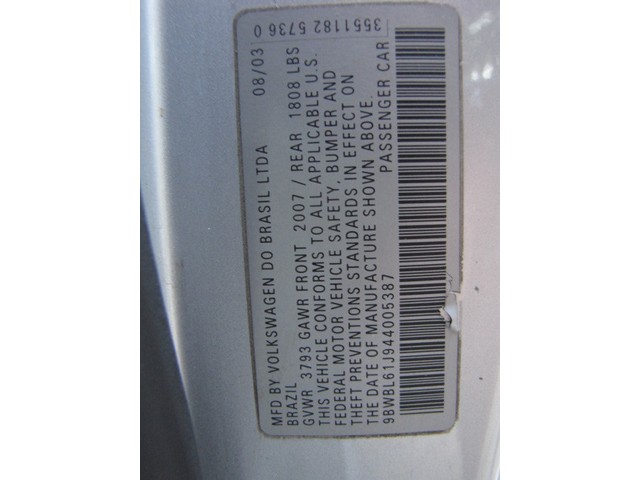 3551182 5736 0
08/03
MFD BY VOLKSWAGEN DO BRASIL LTDA
BRAZIL
GVWR 3793 GAWR FRONT 2007 / REAR 1808 LBS
THIS VEHICLE CONFORMS TO ALL APPLICABLE U.S.
FEDERAL MOTOR VEHICLE SAFETY, BUMPER AND
THEFT PREVENTIONS STANDARDS IN EFFECT ON
THE DATE OF MANUFACTURE SHOWN ABOVE.
9BWBL61J944005387 PASSENGER CAR